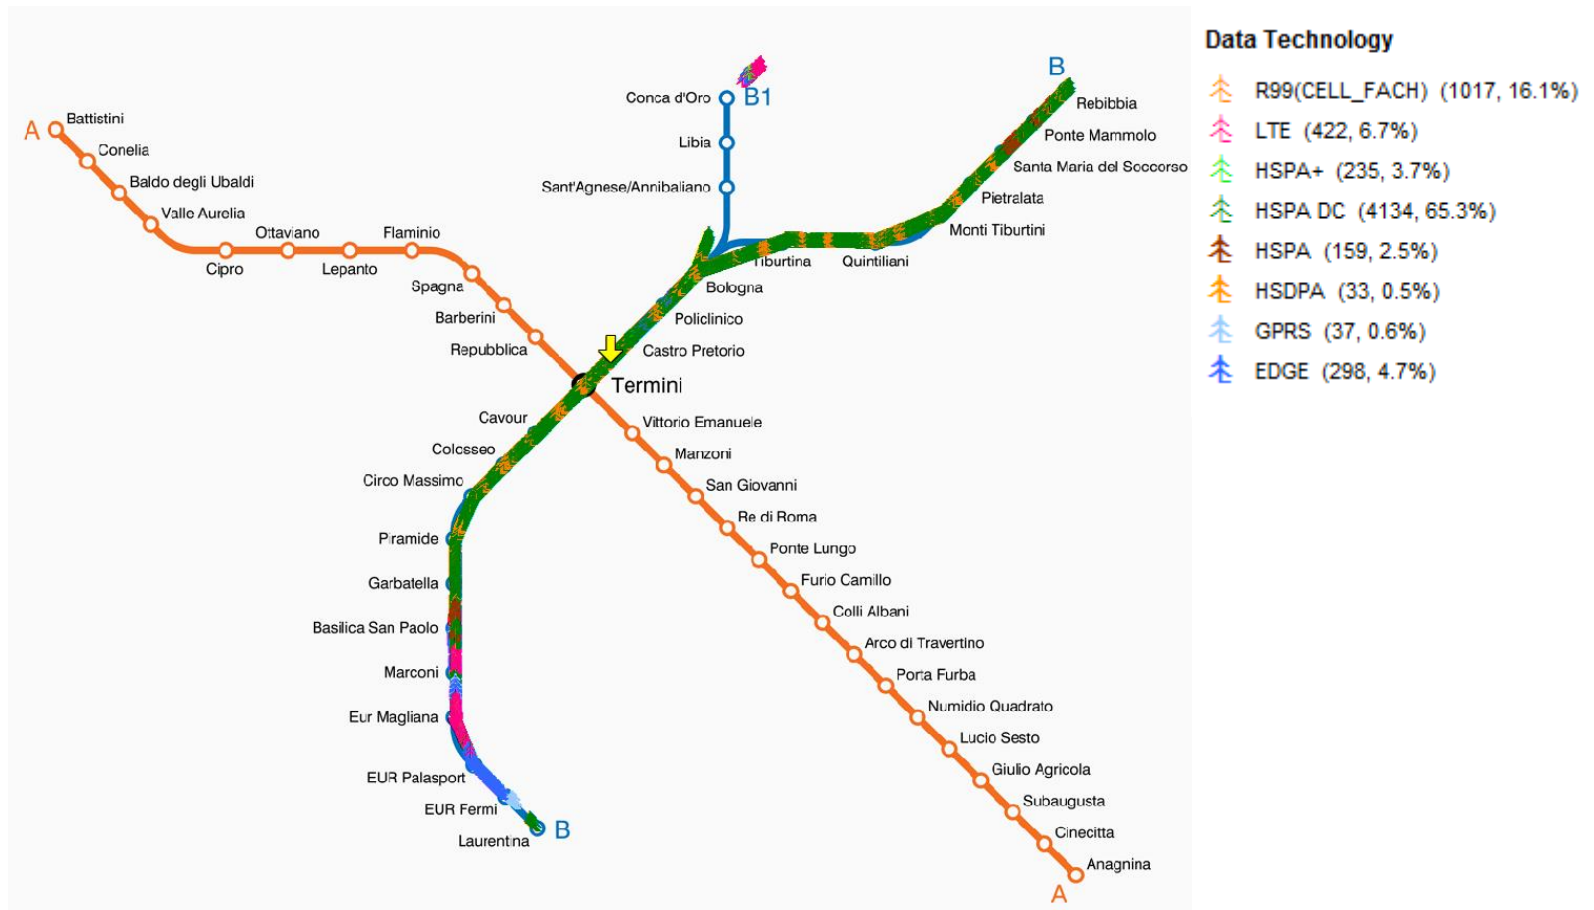 Data Technology
R99(CELL_FACH) (1017, 16.1%)
LTE (422, 6.7%)
HSPA+ (235, 3.7%)
HSPA DC (4134, 65.3%)
HSPA (159, 2.5%)
HSDPA (33, 0.5%)
GPRS (37, 0.6%)
EDGE (298, 4.7%)
A
Battistini
Conelia
Baldo degli Ubaldi
Valle Aurelia
Cipro
Ottaviano
Lepanto
Flaminio
Spagna
Barberini
Repubblica
Termini
Vittorio Emanuele
Manzoni
San Giovanni
Re di Roma
Ponte Lungo
Furio Camillo
Colli Albani
Arco di Travertino
Porta Furba
Numidio Quadrato
Lucio Sesto
Giulio Agricola
Subaugusta
Cinecitta
Anagnina
A
B1
Conca d'Oro
Libia
Sant'Agnese/Annibaliano
B
Rebibbia
Ponte Mammolo
Santa Maria del Soccorso
Pietralata
Monti Tiburtini
Quintiliani
Tiburtina
Bologna
Policlinico
Castro Pretorio
Cavour
Colosseo
Circo Massimo
Piramide
Garbatella
Basilica San Paolo
Marconi
Eur Magliana
EUR Palasport
EUR Fermi
Laurentina
B